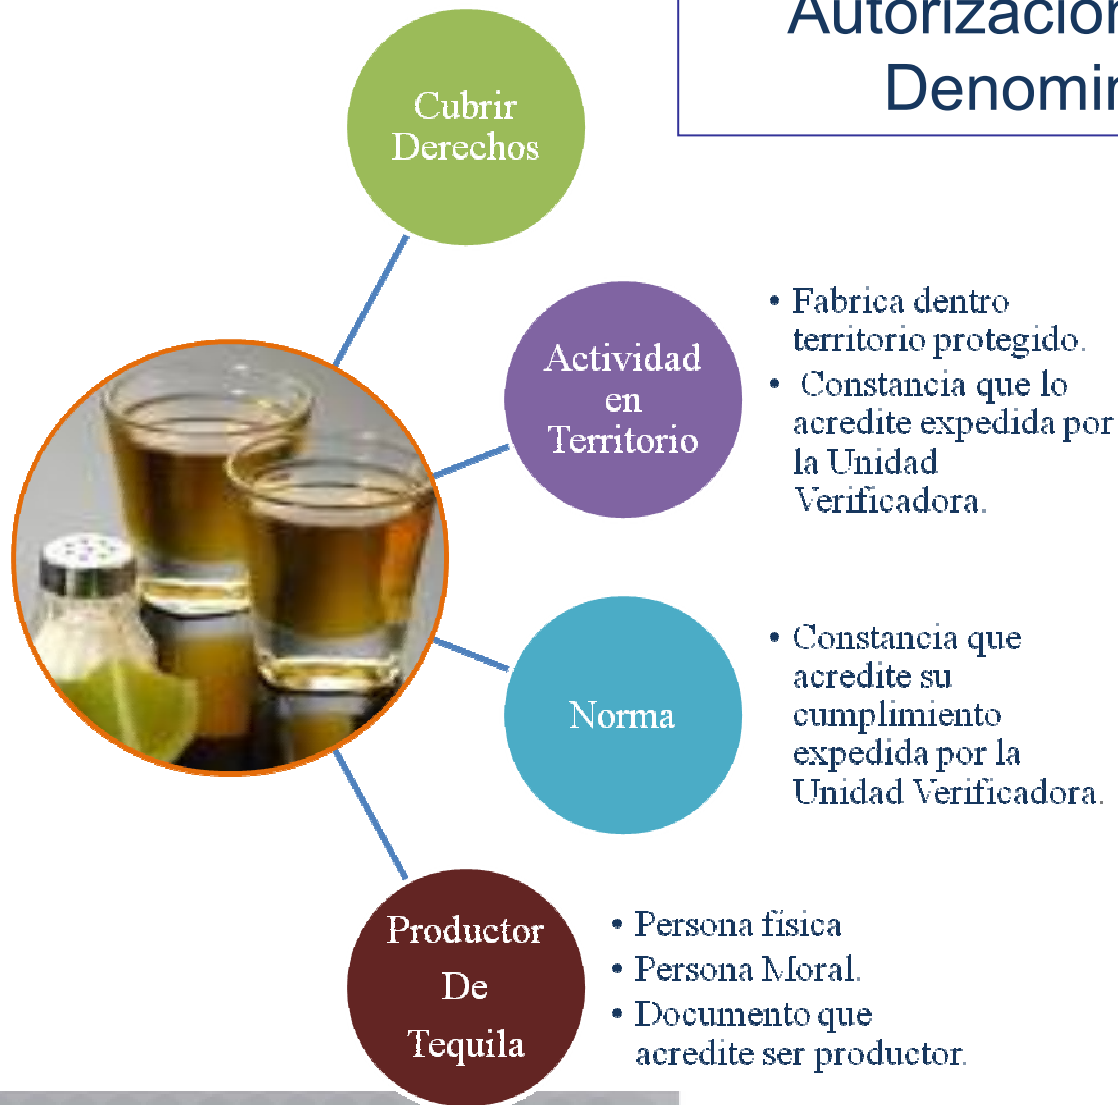 Cubrir
Derechos
Actividad
en
Territorio
• Fabrica dentro
territorio protegido.
• Constancia que lo
acredite expedida por
la Unidad
Verificadora.
Norma
• Constancia que
acredite su
cumplimiento
expedida por la
Unidad Verificadora.
Productor
De
Tequila
• Persona física
• Persona Moral.
• Documento que
acredite ser productor.